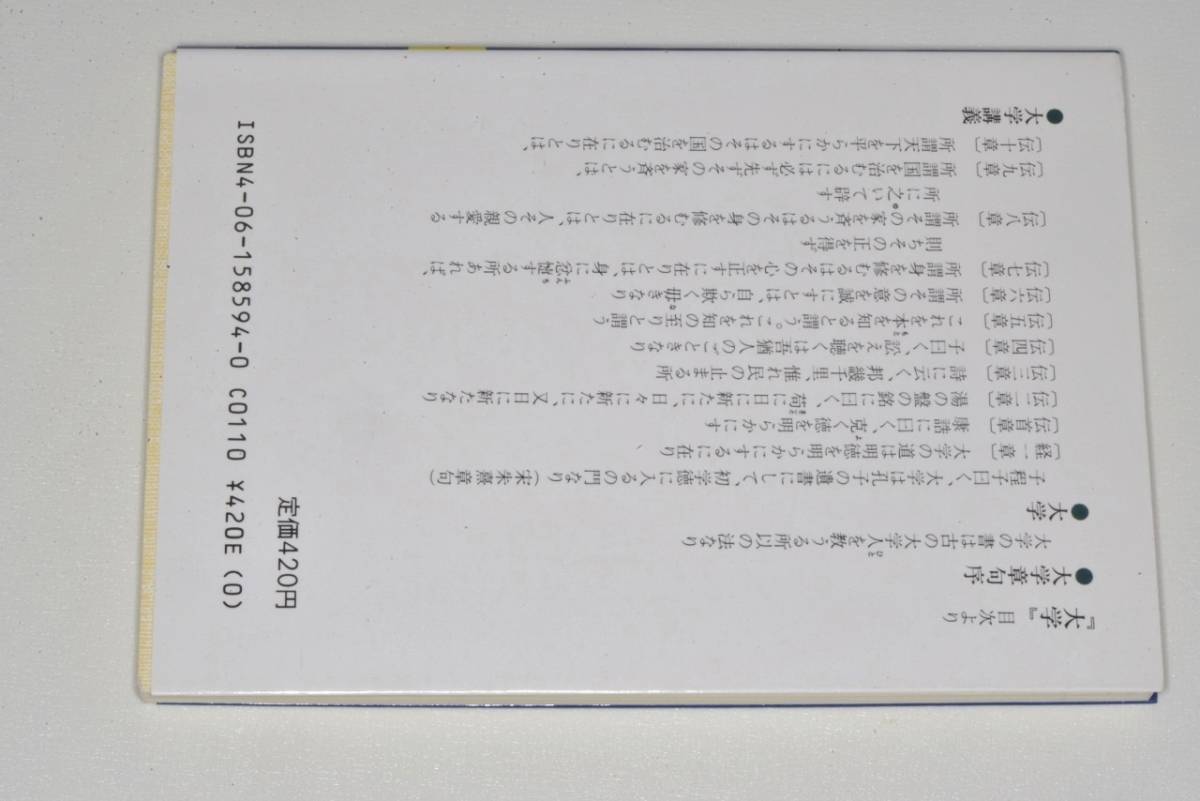 『大学』目次より
●大学章句序
大学の書は古の大学人を教うる所以の法なり
●大学
子程子曰く、大学は孔子の遺書にして、初学徳に入るの門なり（宋朱熹章句）
〔経一章〕 大学の道は明徳を明らかにするに在り、
〔伝首章〕 康誥に曰く、克く徳を明らかにす
〔伝二章〕 湯の盤の銘に曰く、苟に日に新たに、日々に新たに、又日に新たなり
〔伝三章〕 詩に云く、邦畿千里、惟れ民の止まる所
〔伝四章〕 子曰く、訟えを聴くは吾猶人のごときなり
〔伝五章〕 これを本を知ると謂う。これを知の至りと謂う
〔伝六章〕 所謂その意を誠にすとは、自ら欺く毋きなり
〔伝七章〕 所謂身を修むるはその心を正すに在りとは、身に忿懥する所あれば、
則ちその正を得ず
〔伝八章〕 所謂その家を斉うるはその身を修むるに在りとは、人その親愛する
所に之いて辟す
〔伝九章〕 所謂国を治むるには必ず先ずその家を斉うとは、
〔伝十章〕 所謂天下を平らかにするはその国を治むるに在りとは、
●大学講義
定価420円
ISBN4-06-158594-0 C0110 ¥420E (0)